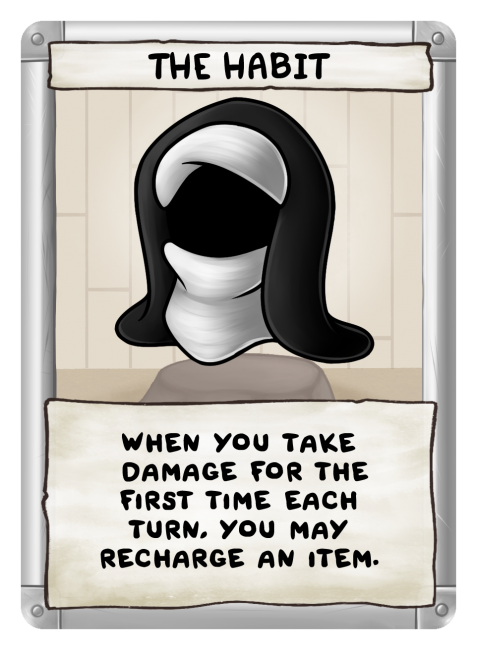 THE HABIT
WHEN YOU TAKE
DAMAGE FOR THE
FIRST TIME EACH
TURN, YOU MAY
RECHARGE AN ITEM.